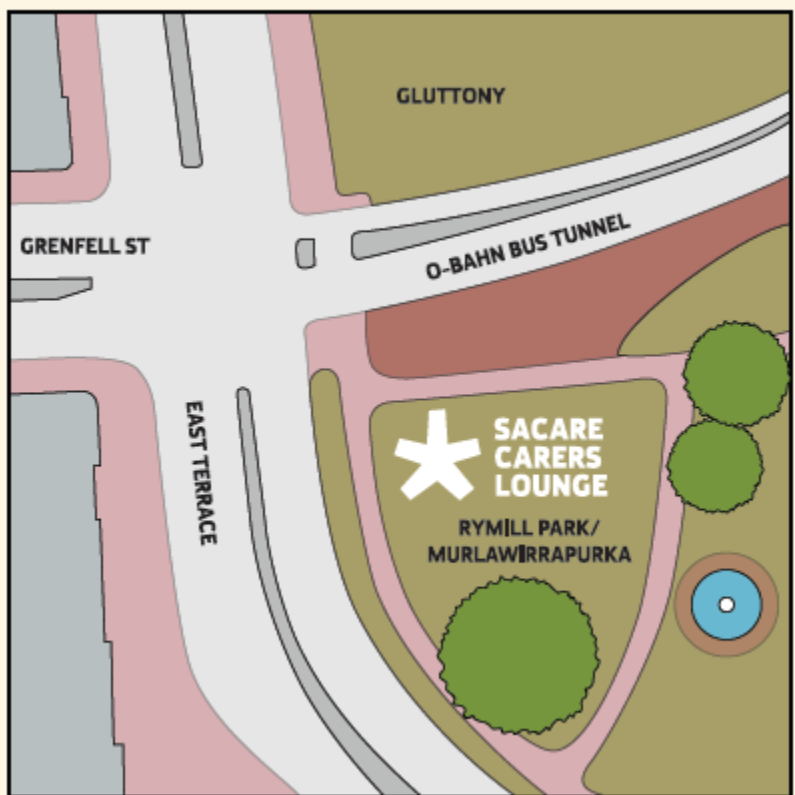 GLUTTONY
GRENFELL ST
O-BAHN BUS TUNNEL
EAST TERRACE
SACARE
CARERS
LOUNGE
RYMILL PARK/
MURLAWIRRAPURKA